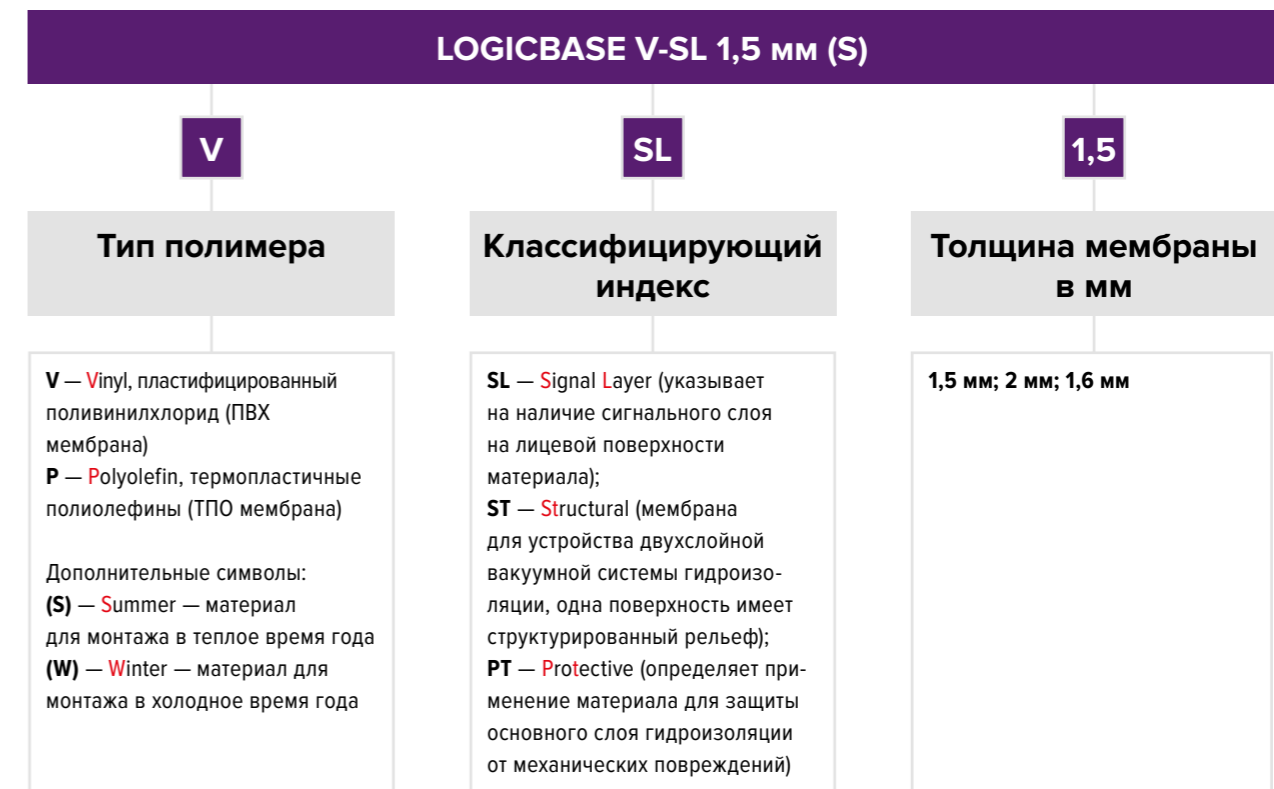 LOGICBASE V-SL 1,5 мм (S)
V
SL
1,5
Тип полимера
Классифицирующий
индекс
Толщина мембраны
в мм
V — Vinyl, пластифицированный
поливинилхлорид (ПВХ
мембрана)
P — Polyolefin, термопластичные
полиолефины (ТПО мембрана)
Дополнительные символы:
(S) — Summer — материал
для монтажа в теплое время года
(W) — Winter — материал для
монтажа в холодное время года
SL — Signal Layer (указывает
на наличие сигнального слоя
на лицевой поверхности
материала);
ST — Structural (мембрана
для устройства двухслойной
вакуумной системы гидроизо-
ляции, одна поверхность имеет
структурированный рельеф);
PT — Protective (определяет при-
менение материала для защиты
основного слоя гидроизоляции
от механических повреждений)
1,5 мм; 2 мм; 1,6 мм